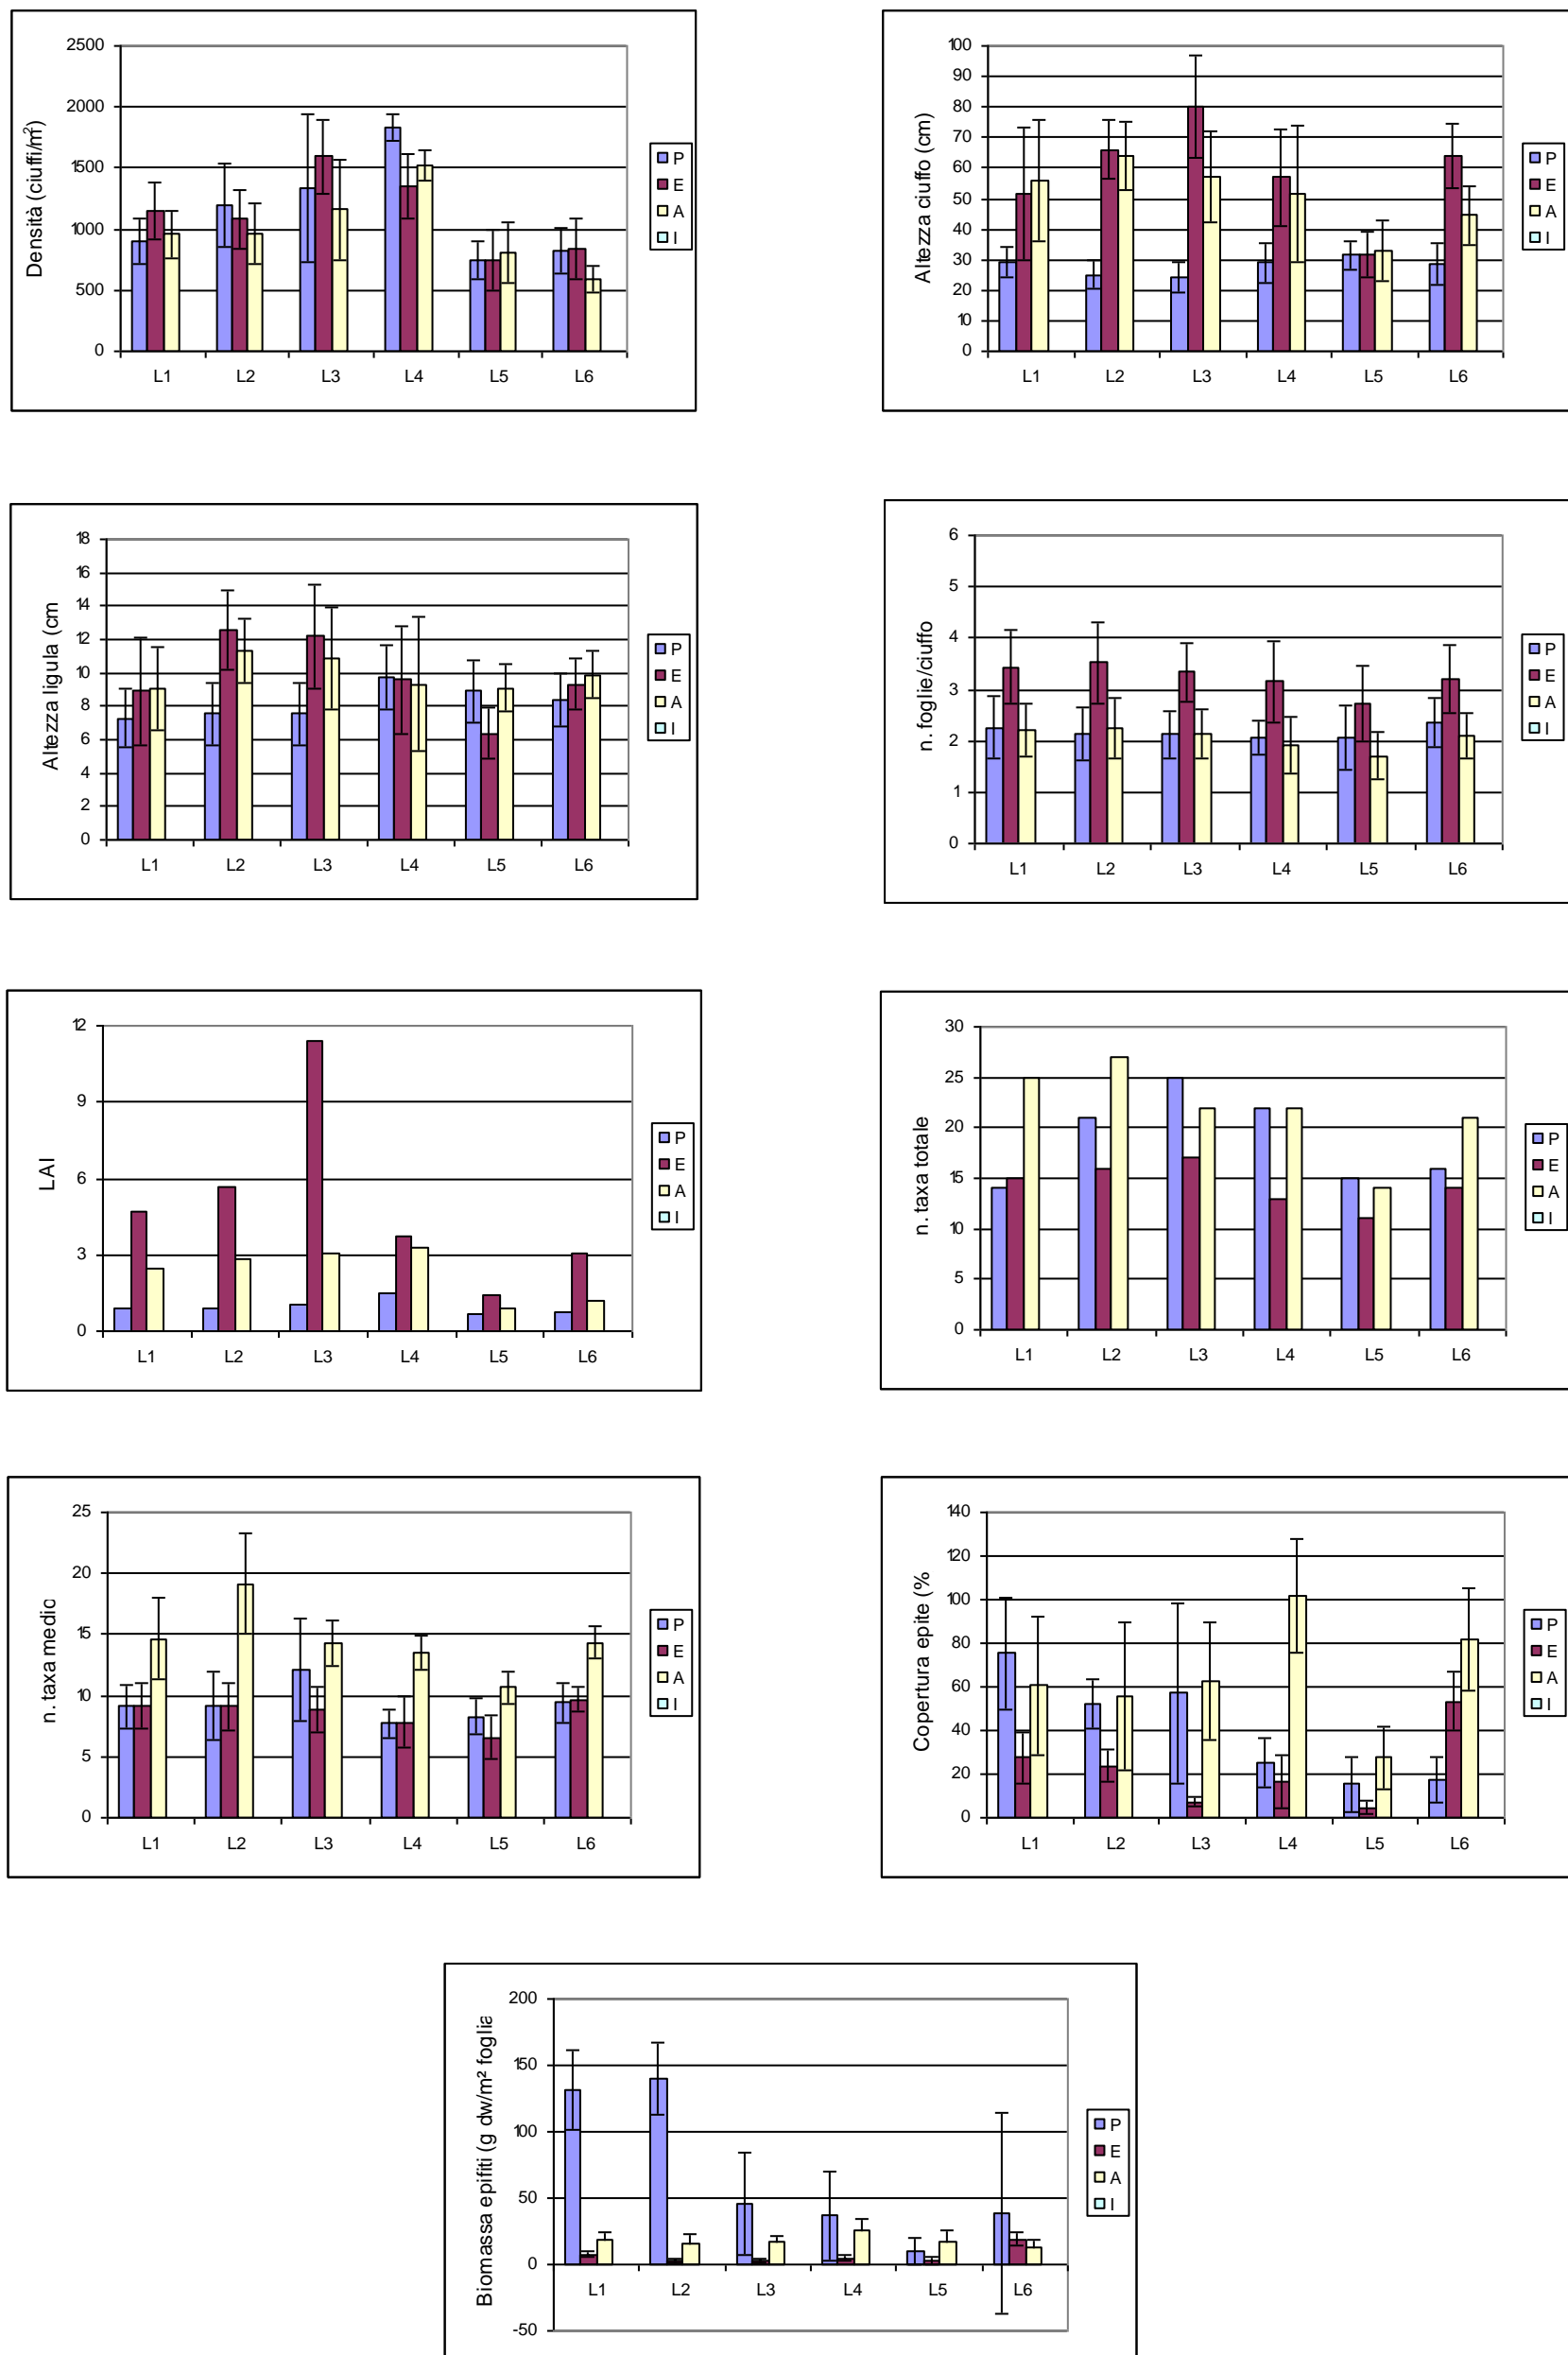 Densità (ciuffi/m²)
2500
2000
1500
1000
500
0
L1 L2 L3 L4 L5 L6
P
E
A
I
Altezza ciuffo (cm)
100
90
80
70
60
50
40
30
20
10
0
L1 L2 L3 L4 L5 L6
P
E
A
I
Altezza ligula (cm
18
16
14
12
10
8
6
4
2
0
L1 L2 L3 L4 L5 L6
P
E
A
I
n. foglie/ciuffo
6
5
4
3
2
1
0
L1 L2 L3 L4 L5 L6
P
E
A
I
LAI
12
9
6
3
0
L1 L2 L3 L4 L5 L6
P
E
A
I
n. taxa totale
30
25
20
15
10
5
0
L1 L2 L3 L4 L5 L6
P
E
A
I
n. taxa medio
25
20
15
10
5
0
L1 L2 L3 L4 L5 L6
P
E
A
I
Copertura epite (%
140
120
100
80
60
40
20
0
L1 L2 L3 L4 L5 L6
P
E
A
I
Biomassa epifiti (g dw/m² foglia
200
150
100
50
0
-50
L1 L2 L3 L4 L5 L6
P
E
A
I